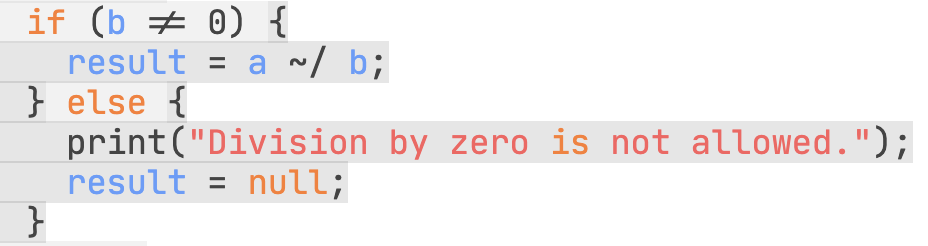 if (b != 0) {
  result = a ~/ b;
} else {
  print("Division by zero is not allowed.");
  result = null;
}